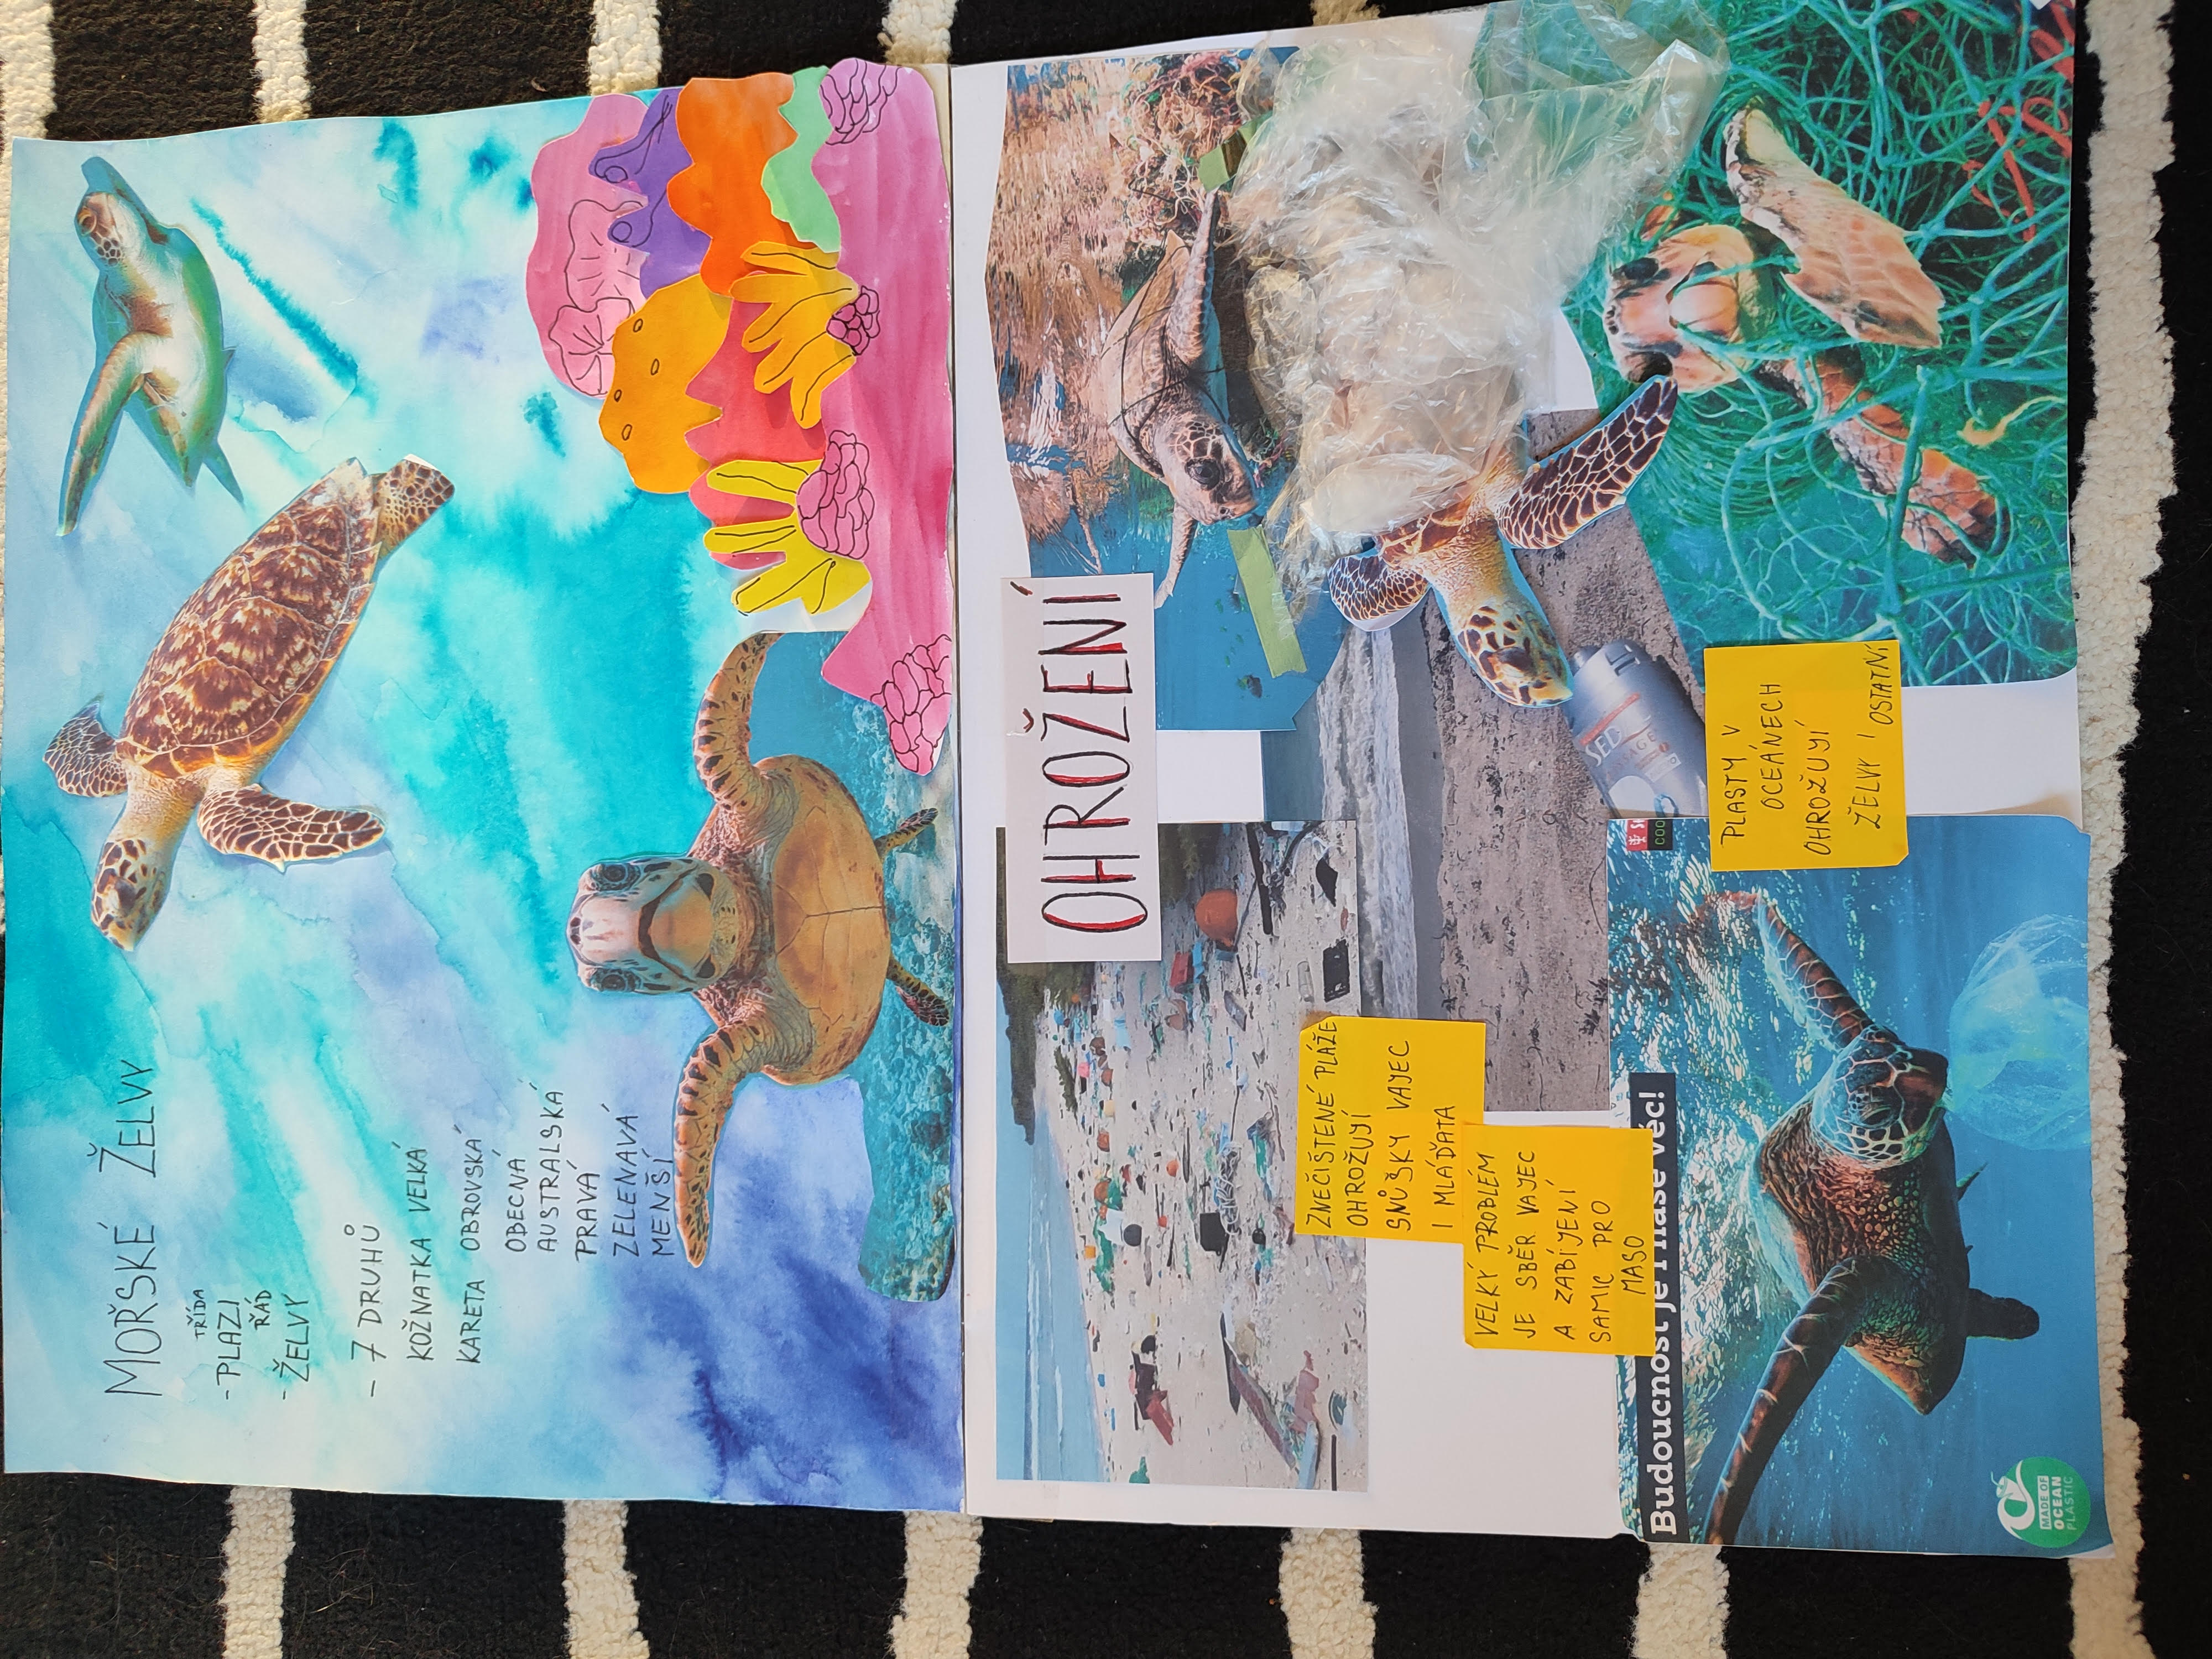 MOŘSKÉ ŽELVY
TŘÍDA
- PLAZI
ŘÁD
- ŽELVY
- 7 DRUHŮ
KOŽNATKA VELKÁ
KARETA OBROVSKÁ
OBECNÁ
AUSTRALSKÁ
PRAVÁ
ZELENAVÁ
MENŠÍ
OHROŽENÍ
ZNEČIŠTENÉ PLÁŽE
OHROŽUJÍ
SNŮŠKY VAJEC
I MLÁĎATA
VELKÝ PROBLÉM
JE SBĚR VAJEC
A ZABÍJENÍ
SAMIC PRO
MASO
Budoucnost je i naše věc!
PLASTY V
OCEÁNECH
OHROŽUJÍ
ŽELVY I OSTATNÍ
MADE OF
OCEAN
PLASTIC